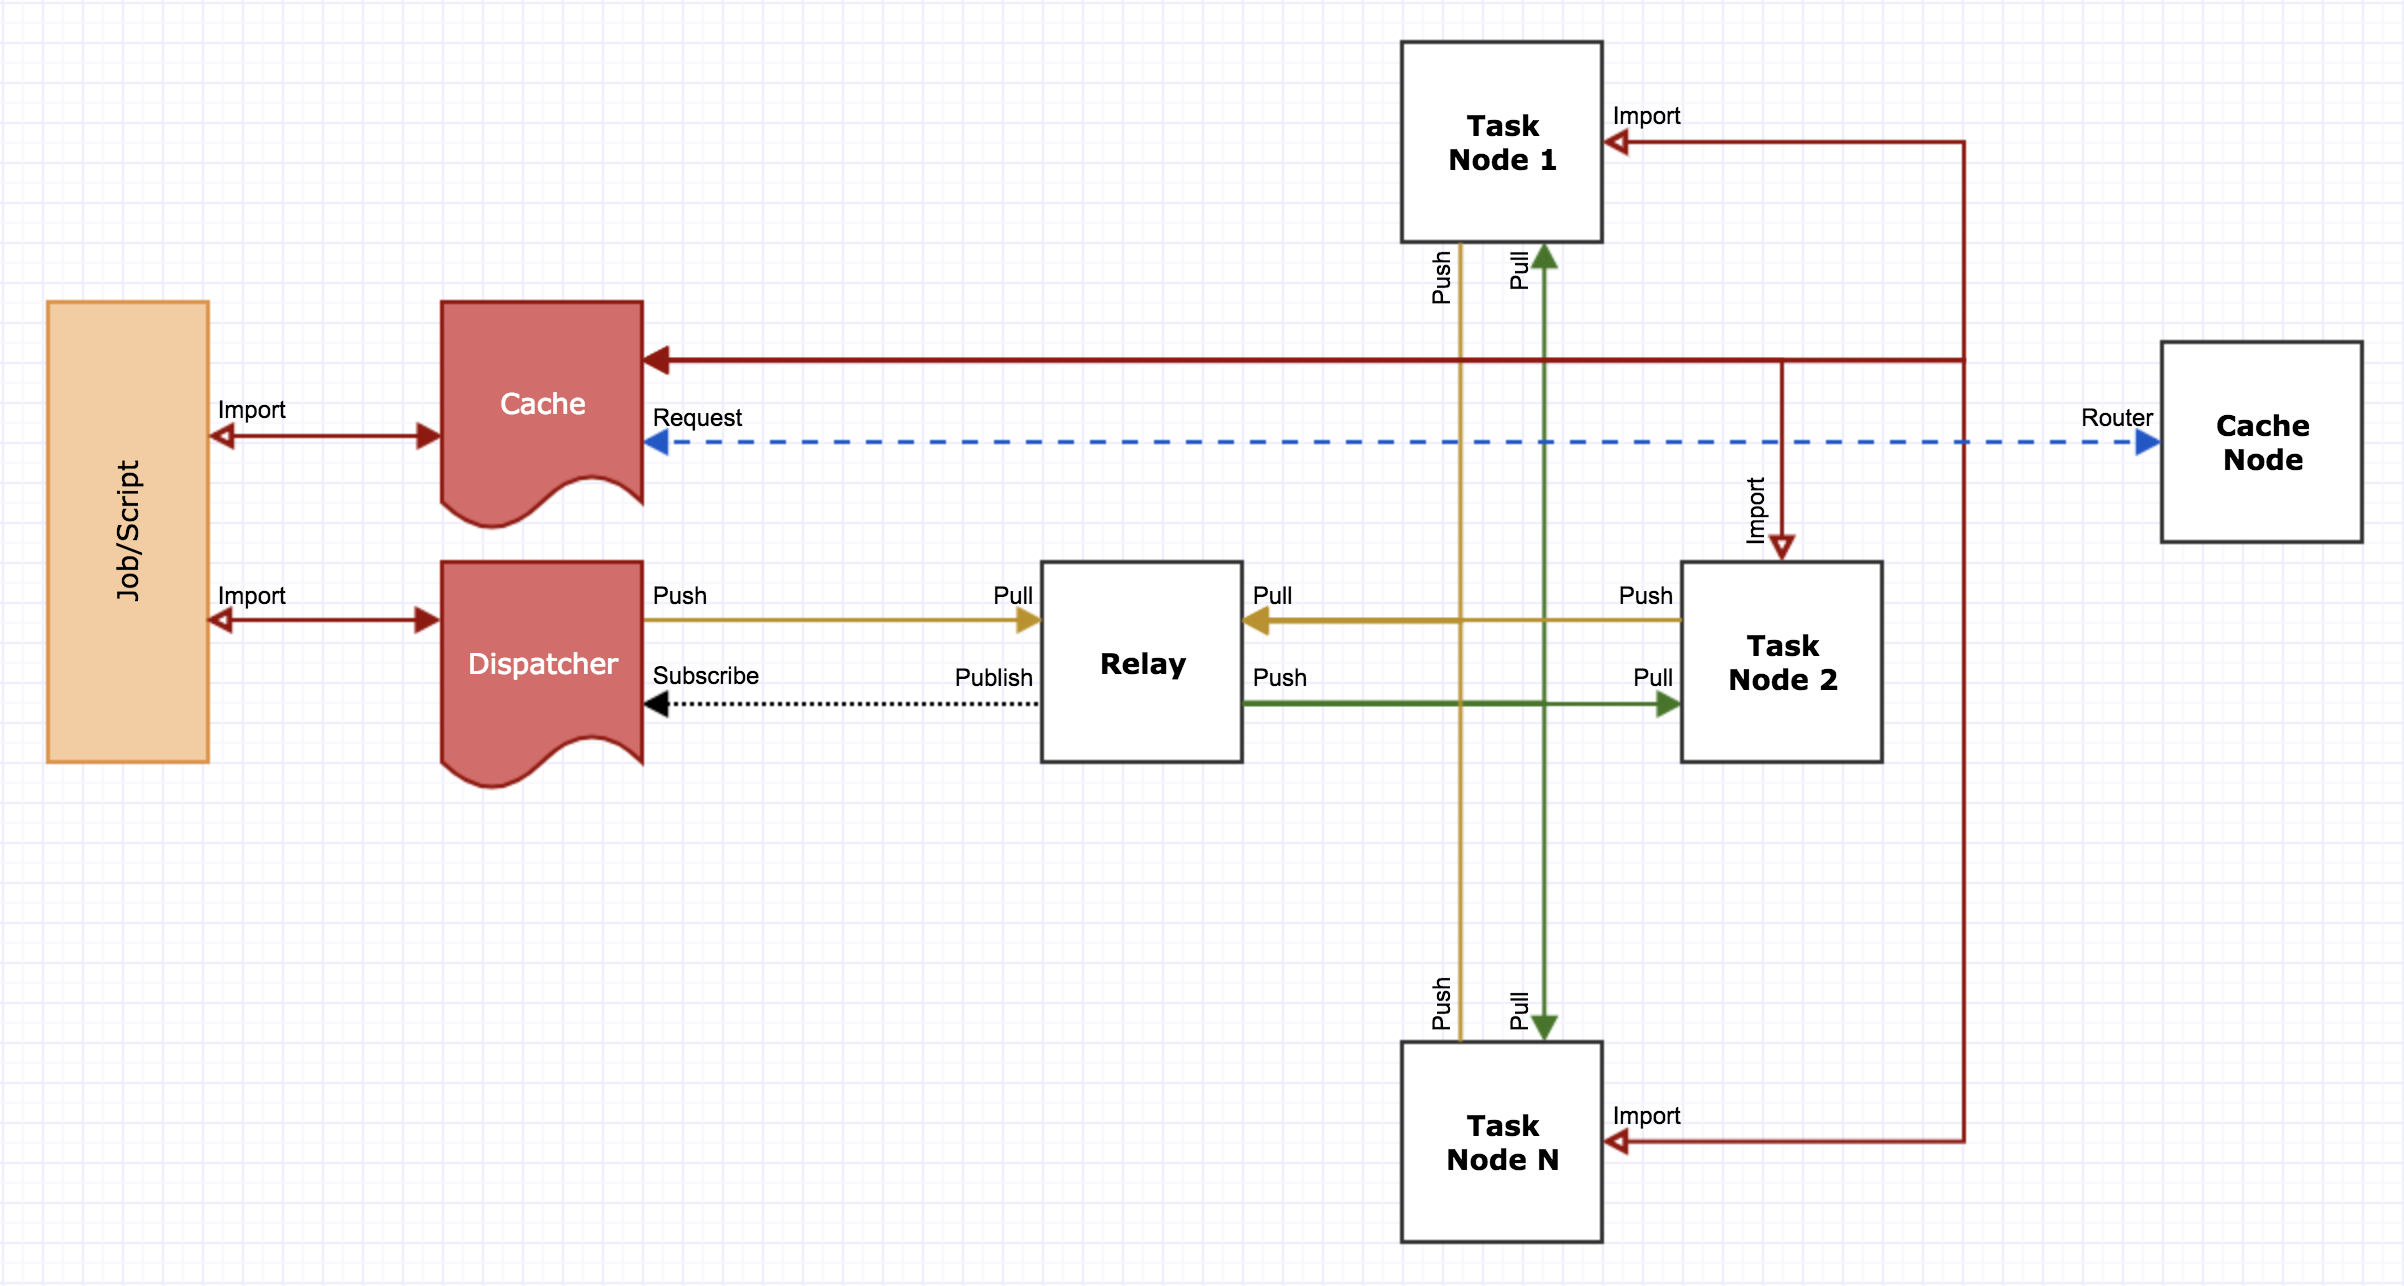 Task
Node 1
Import
Push
Pull
Job/Script
Import
Cache
Request
Router
Cache
Node
Import
Import
Dispatcher
Push
Pull
Subscribe
Publish
Relay
Pull
Push
Push
Pull
Task
Node 2
Push
Pull
Task
Node N
Import